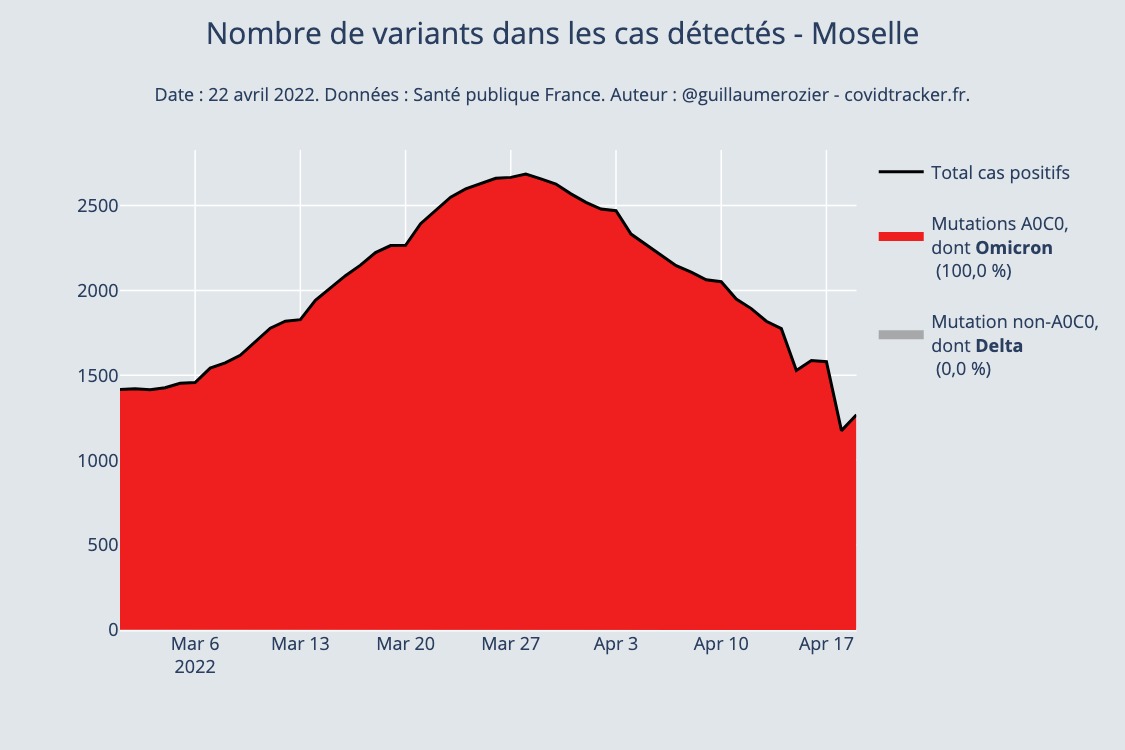 Nombre de variants dans les cas détectés - Moselle
Date : 22 avril 2022. Données : Santé publique France. Auteur : @guillaumerozier - covidtracker.fr.
Total cas positifs
Mutations A0C0,
dont Omicron
(100,0 %)
Mutation non-A0C0,
dont Delta
(0,0 %)
2500
2000
1500
1000
500
0
Mar 6 Mar 13 Mar 20 Mar 27 Apr 3 Apr 10 Apr 17
2022